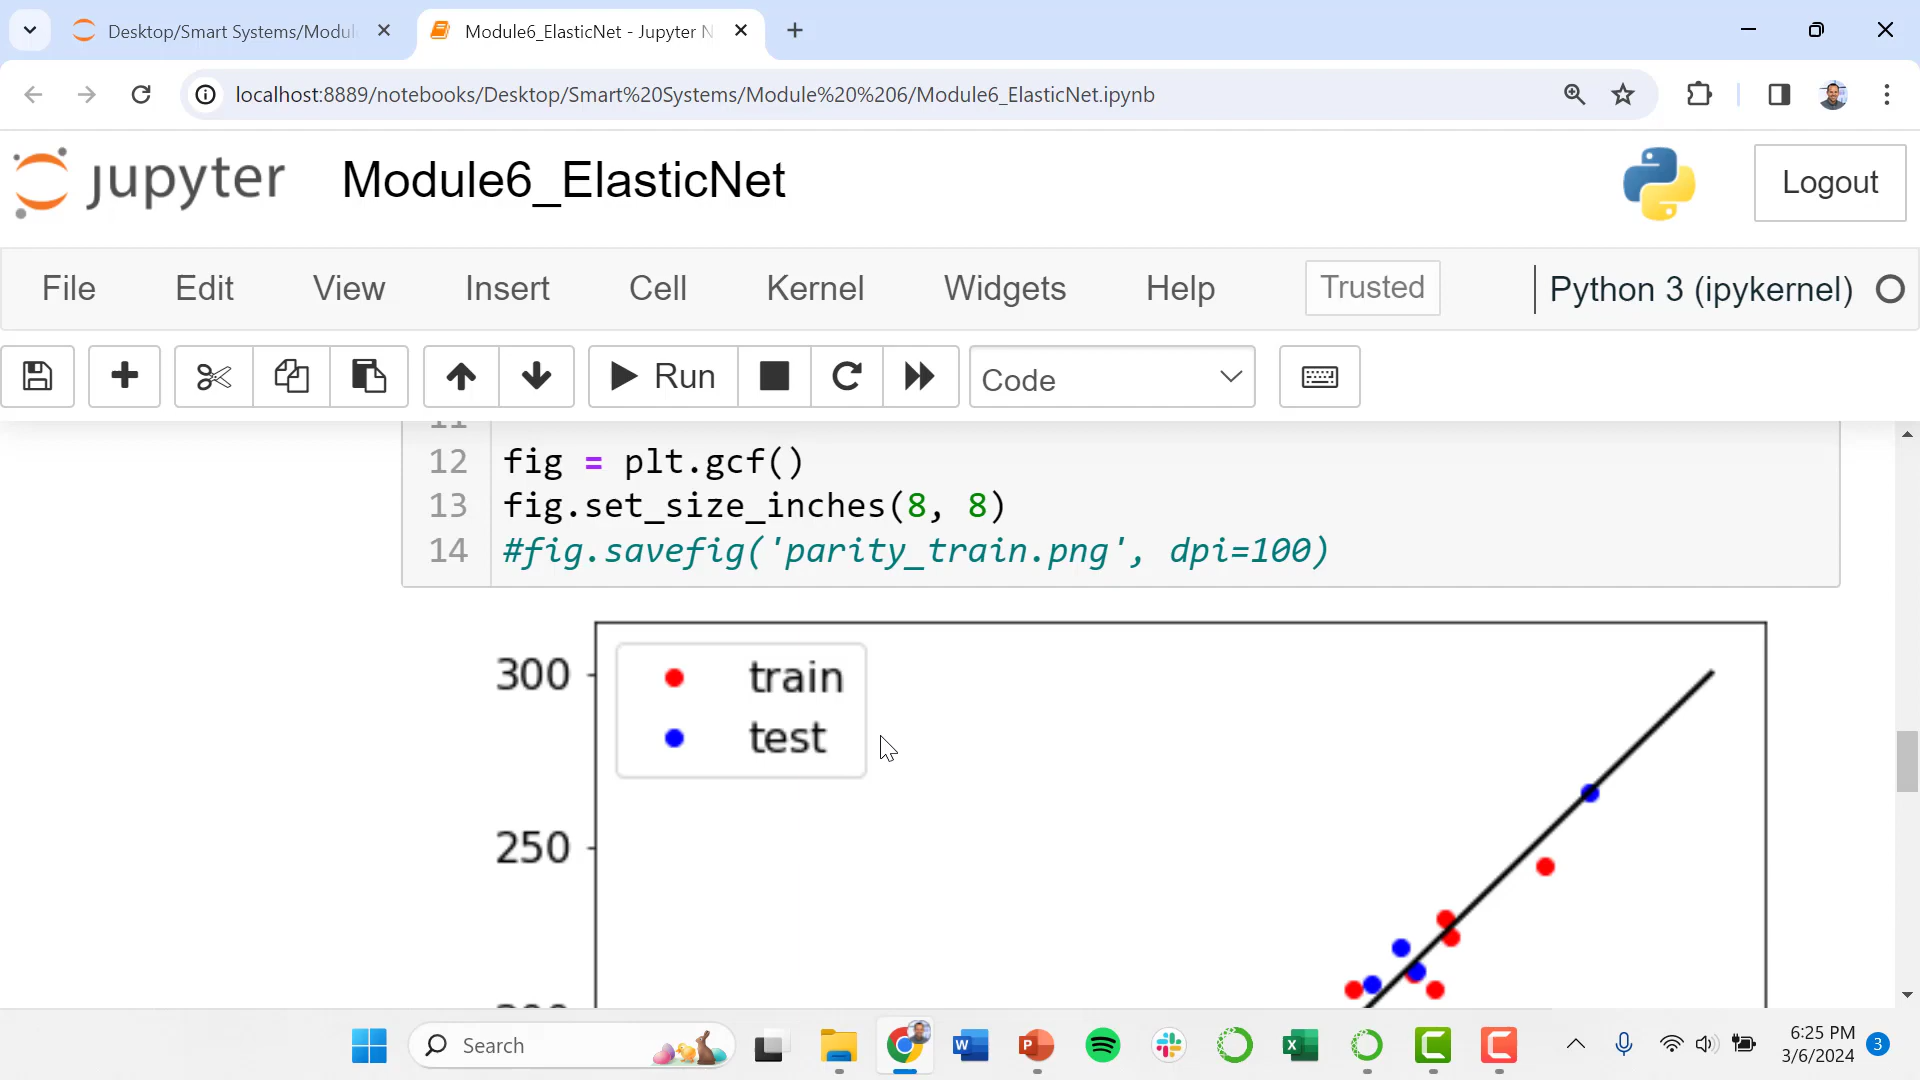 Desktop/Smart Systems/Modul
Module6_ElasticNet - Jupyter N
localhost:8889/notebooks/Desktop/Smart%20Systems/Module%20%206/Module6_ElasticNet.ipynb
jupyter Module6_ElasticNet
Logout
File Edit View Insert Cell Kernel Widgets Help Trusted Python 3 (ipykernel)
Run Code
11
12 fig = plt.gcf()
13 fig.set_size_inches(8, 8)
14 #fig.savefig('parity_train.png', dpi=100)
300
train
test
250
Search
W
P
X
6:25 PM
3/6/2024
3